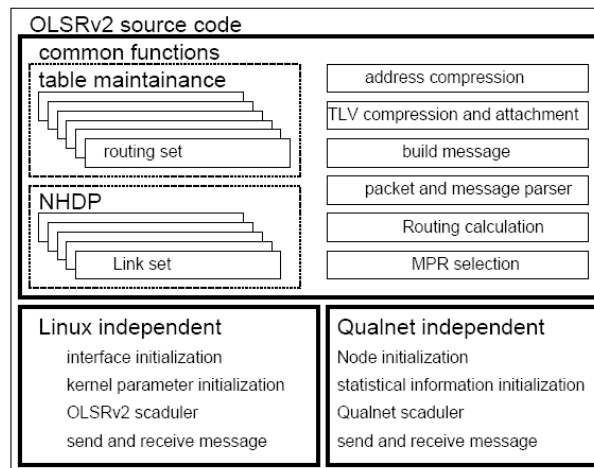 OLSRv2 source code
common functions
table maintainance
routing set
NHDP
Link set
address compression
TLV compression and attachment
build message
packet and message parser
Routing calculation
MPR selection
Linux independent
interface initialization
kernel parameter initialization
OLSRv2 scaduler
send and receive message
Qualnet independent
Node initialization
statistical information initialization
Qualnet scaduler
send and receive message